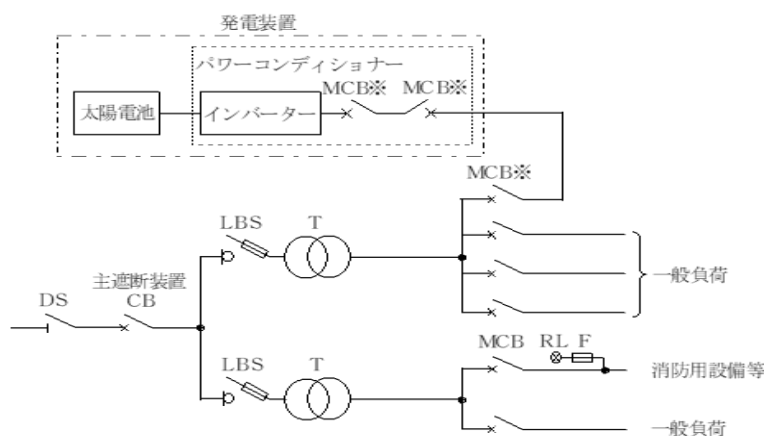 発電装置
パワーコンディショナー
MCB※ MCB※
太陽電池 インバーター
MCB※
LBS T
主遮断装置
一般負荷
DS CB
LBS T MCB RL F
消防用設備等
一般負荷